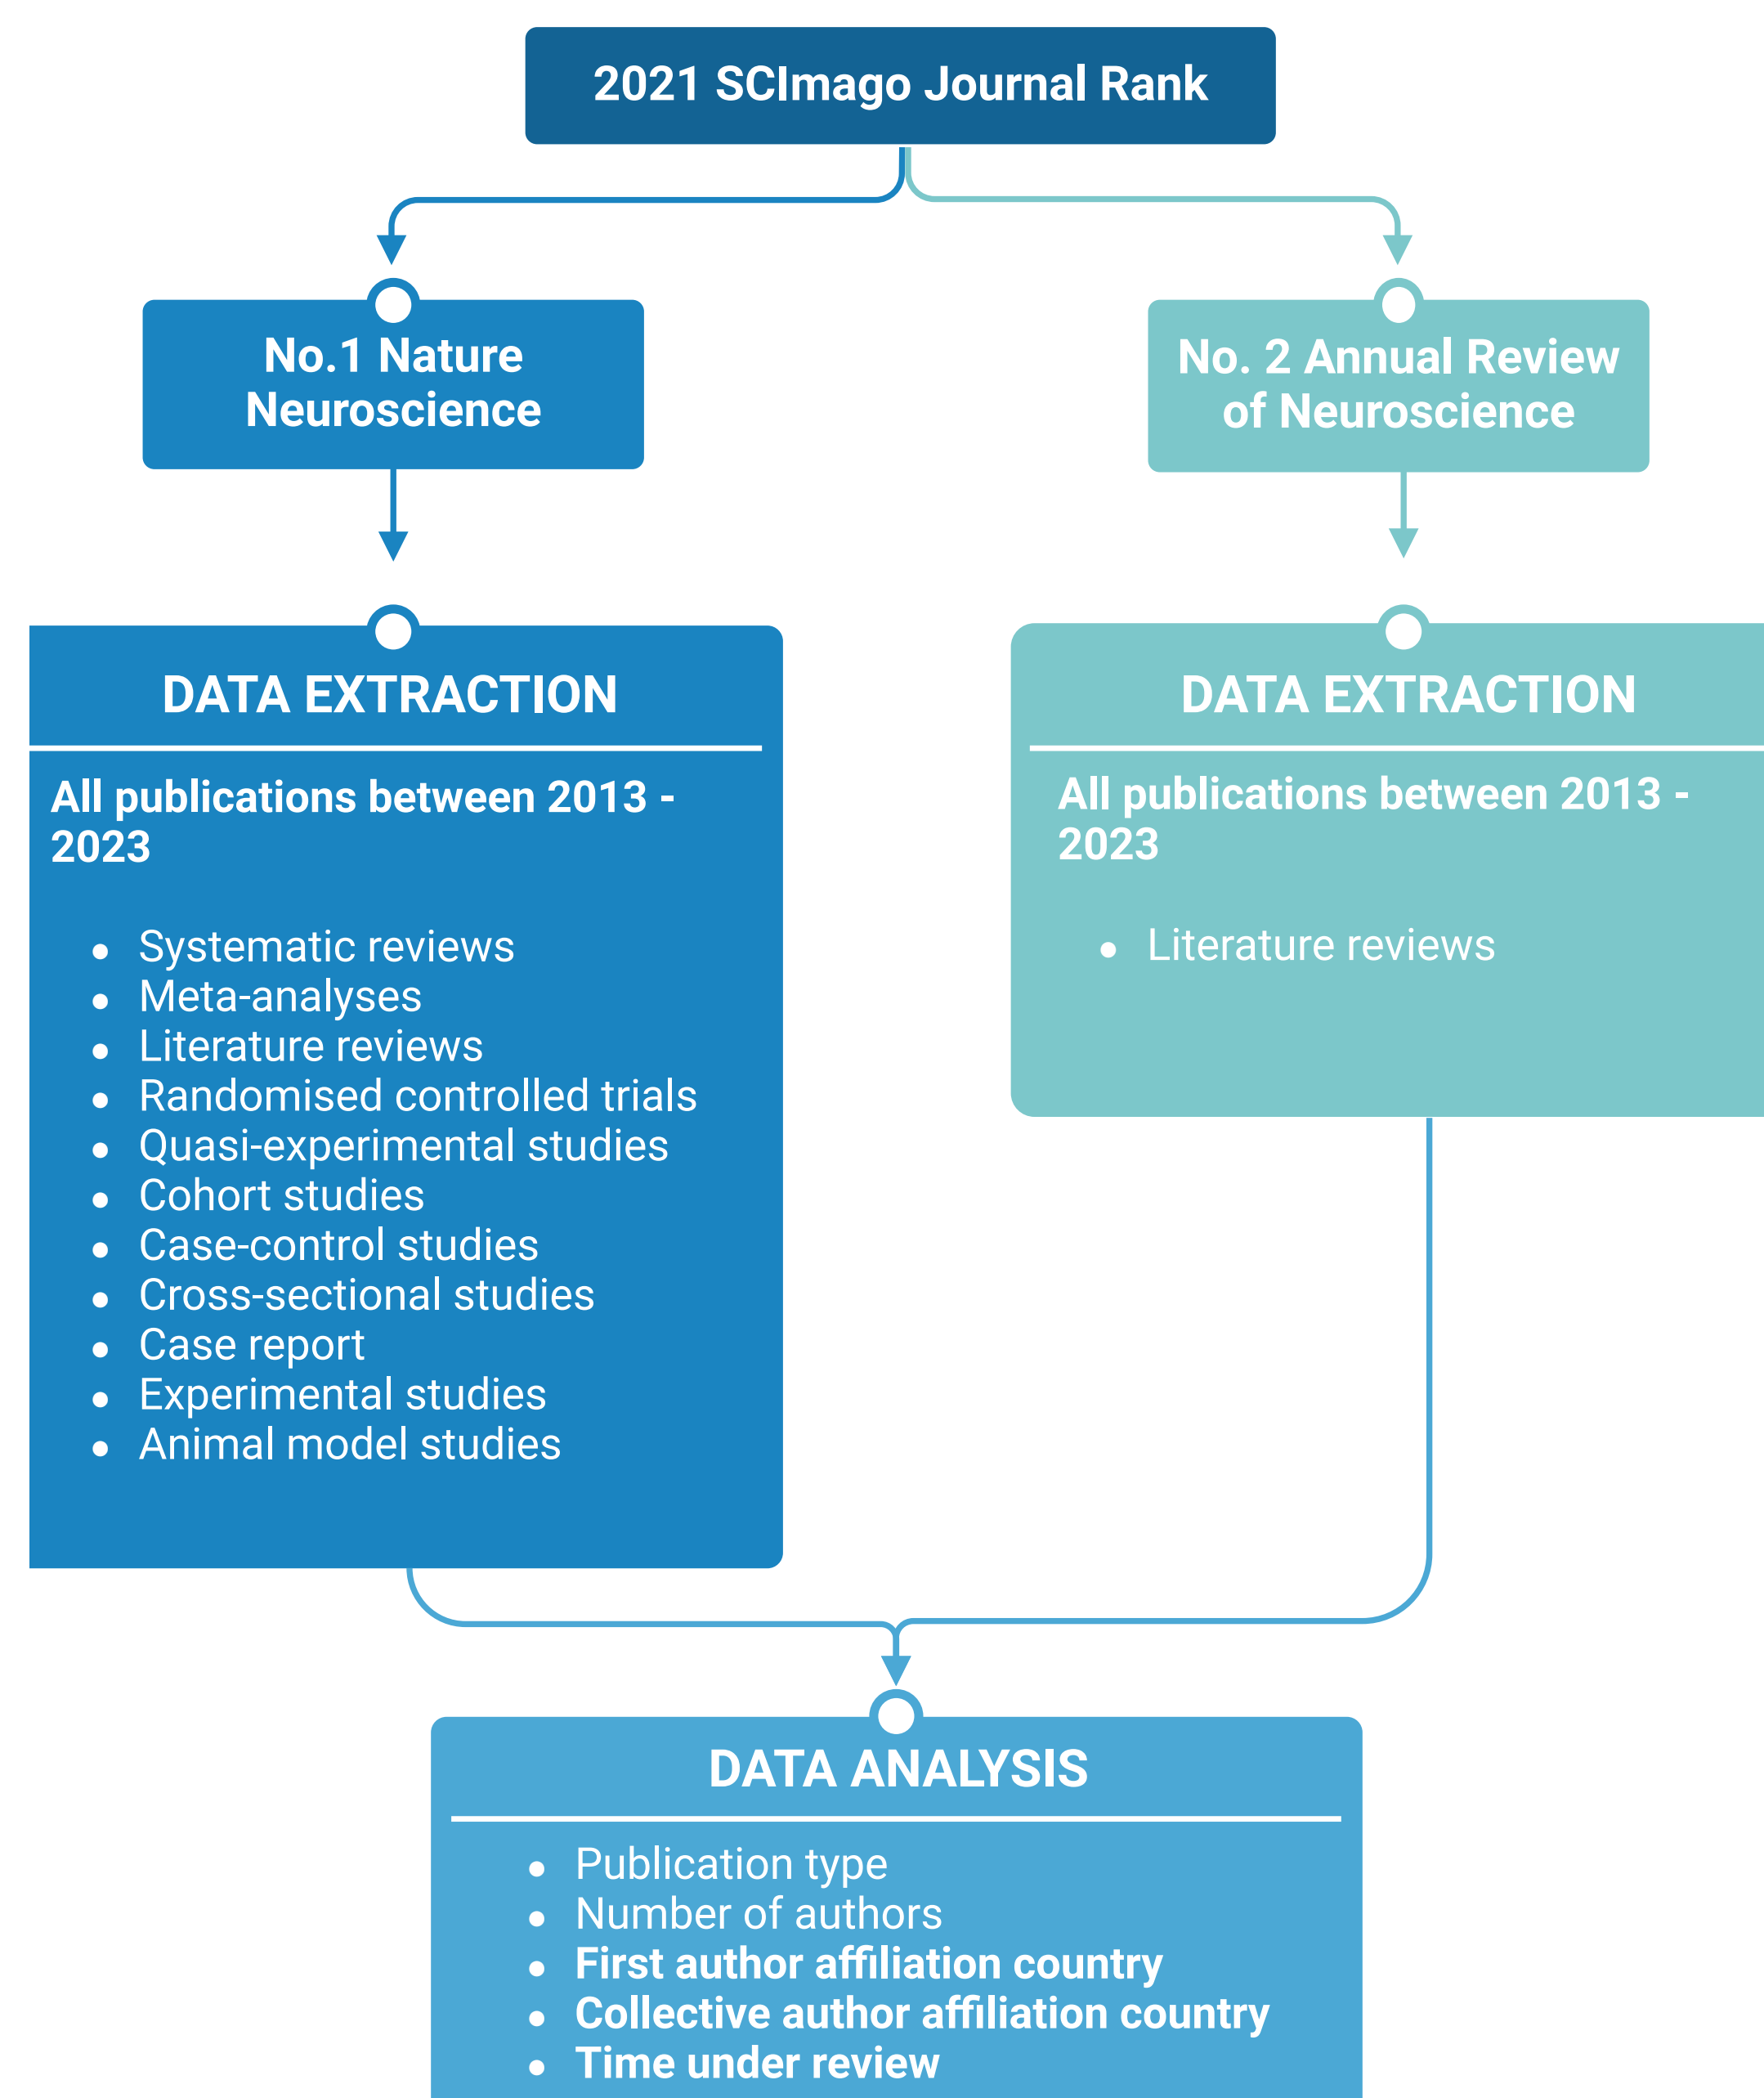 2021 SCImago Journal Rank
No.1 Nature
Neuroscience
No. 2 Annual Review
of Neuroscience
DATA EXTRACTION
All publications between 2013 -
2023
● Systematic reviews
● Meta-analyses
● Literature reviews
● Randomised controlled trials
● Quasi-experimental studies
● Cohort studies
● Case-control studies
● Cross-sectional studies
● Case report
● Experimental studies
● Animal model studies
DATA EXTRACTION
All publications between 2013 -
2023
● Literature reviews
DATA ANALYSIS
● Publication type
● Number of authors
● First author affiliation country
● Collective author affiliation country
● Time under review